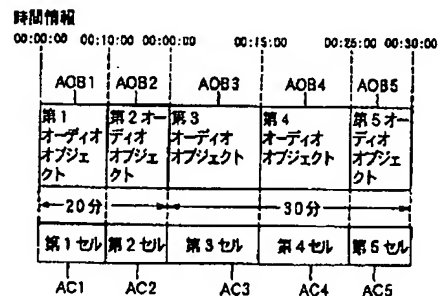 時間情報
00:00:00 00:10:00 00:00:00 00:15:00 00:25:00 00:30:00
AOB1 AOB2 AOB3 AOB4 AOB5
第1オーディオオブジェクト
第2オーディオオブジェクト
第3オーディオオブジェクト
第4オーディオオブジェクト
第5オーディオオブジェクト
20分 30分
第1セル 第2セル 第3セル 第4セル 第5セル
AC1 AC2 AC3 AC4 AC5